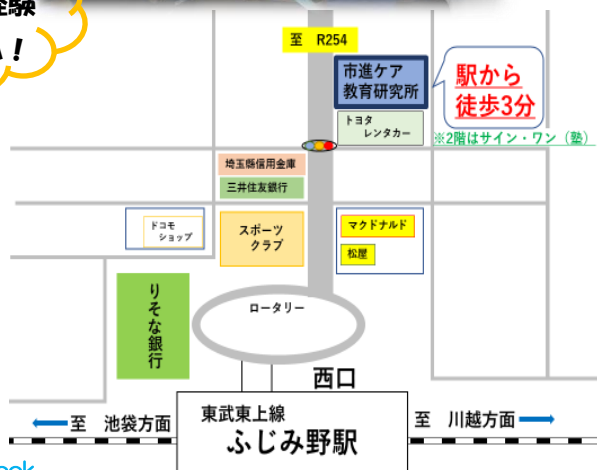 験
！
至 R254
市進ケア
教育研究所
駅から
徒歩3分
トヨタ
レンタカー
※2階はサイン・ワン（塾）
埼玉縣信用金庫
三井住友銀行
ドコモ
ショップ
スポーツ
クラブ
マクドナルド
松屋
りそな銀行
ロータリー
西口
至 池袋方面
東武東上線
ふじみ野駅
至 川越方面